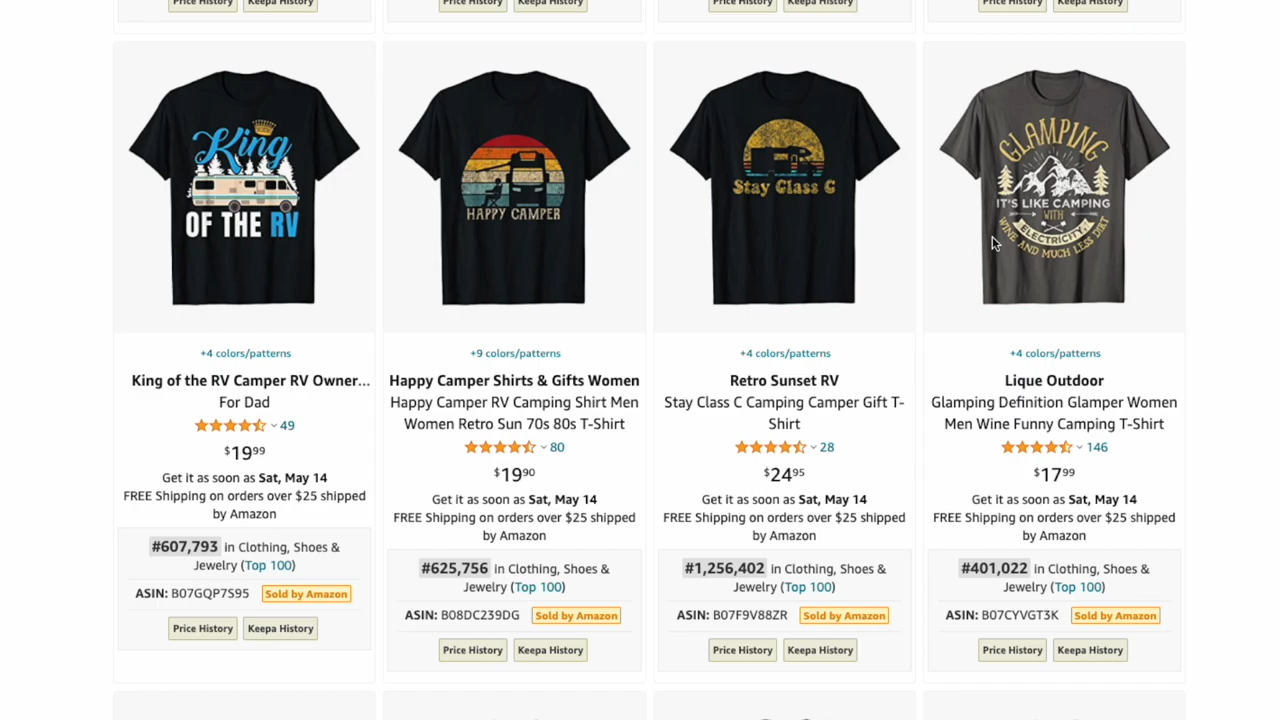 Price History Keepa History
Price History Keepa History
Price History Keepa History
Price History Keepa History
King
OF THE RV
+4 colors/patterns
King of the RV Camper RV Owner...
For Dad
49
$19.99
Get it as soon as Sat, May 14
FREE Shipping on orders over $25 shipped
by Amazon
#607,793 in Clothing, Shoes &
Jewelry (Top 100)
ASIN: B07GQP7S95 Sold by Amazon
Price History Keepa History
HAPPY CAMPER
+9 colors/patterns
Happy Camper Shirts & Gifts Women
Happy Camper RV Camping Shirt Men
Women Retro Sun 70s 80s T-Shirt
80
$19.90
Get it as soon as Sat, May 14
FREE Shipping on orders over $25 shipped
by Amazon
#625,756 in Clothing, Shoes &
Jewelry (Top 100)
ASIN: B08DC239DG Sold by Amazon
Price History Keepa History
Stay Class C
+4 colors/patterns
Retro Sunset RV
Stay Class C Camping Camper Gift T-
Shirt
28
$24.95
Get it as soon as Sat, May 14
FREE Shipping on orders over $25 shipped
by Amazon
#1,256,402 in Clothing, Shoes &
Jewelry (Top 100)
ASIN: B07F9V88ZR Sold by Amazon
Price History Keepa History
GLAMPING
IT'S LIKE CAMPING
WITH
ELECTRICITY,
WINE AND MUCH LESS DIRT
+4 colors/patterns
Lique Outdoor
Glamping Definition Glamper Women
Men Wine Funny Camping T-Shirt
146
$17.99
Get it as soon as Sat, May 14
FREE Shipping on orders over $25 shipped
by Amazon
#401,022 in Clothing, Shoes &
Jewelry (Top 100)
ASIN: B07CYVGT3K Sold by Amazon
Price History Keepa History